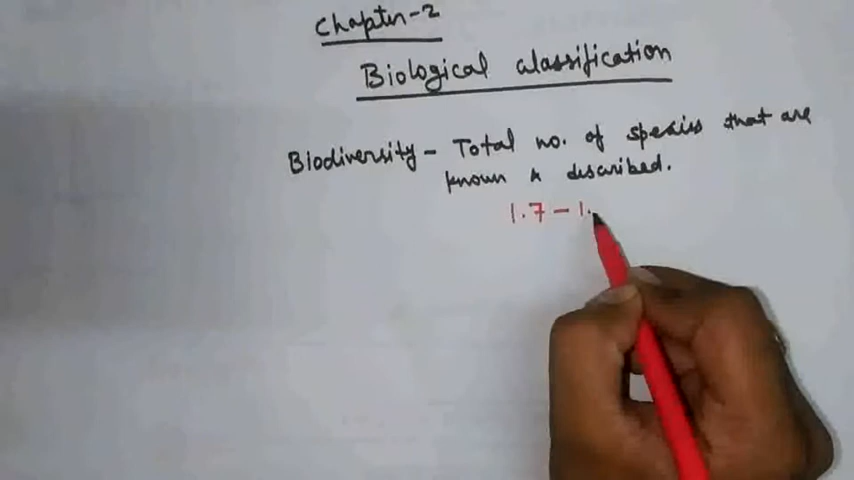 Chapter-2
Biological classification
Biodiversity - Total no. of species that are
known & described.
1.7 - 1.